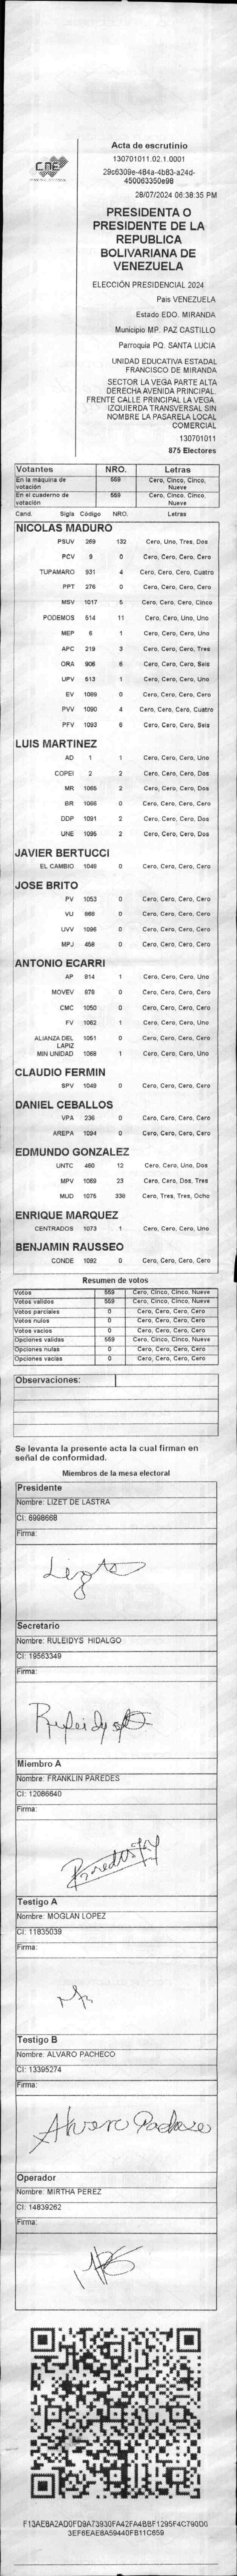 CNE
Acta de escrutinio
130701011.02.1.0001
29c6309e-484a-4b83-a24d-
450063350e98
28/07/2024 06:38:35 PM
PRESIDENTA O
PRESIDENTE DE LA
REPUBLICA
BOLIVARIANA DE
VENEZUELA
ELECCIÓN PRESIDENCIAL 2024
Pais VENEZUELA
Estado EDO. MIRANDA
Municipio MP. PAZ CASTILLO
Parroquia PQ. SANTA LUCIA
UNIDAD EDUCATIVA ESTADAL
FRANCISCO DE MIRANDA
SECTOR LA VEGA PARTE ALTA
DERECHA AVENIDA PRINCIPAL.
FRENTE CALLE PRINCIPAL LA VEGA.
IZQUIERDA TRANSVERSAL SIN
NOMBRE LA PASARELA LOCAL
COMERCIAL
130701011
875 Electores
Votantes NRO. Letras
En la máquina de votación 559 Cero, Cinco, Cinco, Nueve
En el cuaderno de votación 559 Cero, Cinco, Cinco, Nueve
Cand. Sigla Código NRO. Letras
NICOLAS MADURO
PSUV 269 132 Cero, Uno, Tres, Dos
PCV 9 0 Cero, Cero, Cero, Cero
TUPAMARO 931 4 Cero, Cero, Cero, Cuatro
PPT 276 0 Cero, Cero, Cero, Cero
MSV 1017 5 Cero, Cero, Cero, Cinco
PODEMOS 514 11 Cero, Cero, Uno, Uno
MEP 6 1 Cero, Cero, Cero, Uno
APC 219 3 Cero, Cero, Cero, Tres
ORA 906 6 Cero, Cero, Cero, Seis
UPV 513 1 Cero, Cero, Cero, Uno
EV 1089 0 Cero, Cero, Cero, Cero
PVV 1090 4 Cero, Cero, Cero, Cuatro
PFV 1093 6 Cero, Cero, Cero, Seis
LUIS MARTINEZ
AD 1 1 Cero, Cero, Cero, Uno
COPEI 2 2 Cero, Cero, Cero, Dos
MR 1065 2 Cero, Cero, Cero, Dos
BR 1066 0 Cero, Cero, Cero, Cero
DDP 1091 2 Cero, Cero, Cero, Dos
UNE 1095 2 Cero, Cero, Cero, Dos
JAVIER BERTUCCI
EL CAMBIO 1048 0 Cero, Cero, Cero, Cero
JOSE BRITO
PV 1053 0 Cero, Cero, Cero, Cero
VU 868 0 Cero, Cero, Cero, Cero
UVV 1096 0 Cero, Cero, Cero, Cero
MPJ 458 0 Cero, Cero, Cero, Cero
ANTONIO ECARRI
AP 814 1 Cero, Cero, Cero, Uno
MOVEV 878 0 Cero, Cero, Cero, Cero
CMC 1050 0 Cero, Cero, Cero, Cero
FV 1062 1 Cero, Cero, Cero, Uno
ALIANZA DEL LAPIZ 1051 0 Cero, Cero, Cero, Cero
MIN UNIDAD 1068 1 Cero, Cero, Cero, Uno
CLAUDIO FERMIN
SPV 1049 0 Cero, Cero, Cero, Cero
DANIEL CEBALLOS
VPA 236 0 Cero, Cero, Cero, Cero
AREPA 1094 0 Cero, Cero, Cero, Cero
EDMUNDO GONZALEZ
UNTC 460 12 Cero, Cero, Uno, Dos
MPV 1069 23 Cero, Cero, Dos, Tres
MUD 1075 338 Cero, Tres, Tres, Ocho
ENRIQUE MARQUEZ
CENTRADOS 1073 1 Cero, Cero, Cero, Uno
BENJAMIN RAUSSEO
CONDE 1092 0 Cero, Cero, Cero, Cero
Resumen de votos
Votos 559 Cero, Cinco, Cinco, Nueve
Votos validos 559 Cero, Cinco, Cinco, Nueve
Votos parciales 0 Cero, Cero, Cero, Cero
Votos nulos 0 Cero, Cero, Cero, Cero
Votos vacios 0 Cero, Cero, Cero, Cero
Opciones validas 559 Cero, Cinco, Cinco, Nueve
Opciones nulas 0 Cero, Cero, Cero, Cero
Opciones vacias 0 Cero, Cero, Cero, Cero
Observaciones:
Se levanta la presente acta la cual firman en
señal de conformidad.
Miembros de la mesa electoral
Presidente
Nombre: LIZET DE LASTRA
CI: 6998668
Firma:
Secretario
Nombre: RULEIDYS HIDALGO
CI: 19563349
Firma:
Miembro A
Nombre: FRANKLIN PAREDES
CI: 12086640
Firma:
Testigo A
Nombre: MOGLAN LOPEZ
CI: 11835039
Firma:
Testigo B
Nombre: ALVARO PACHECO
CI: 13395274
Firma:
Alvaro Pacheco
Operador
Nombre: MIRTHA PEREZ
CI: 14839262
Firma:
F13AE8A2AD0FD9A73930FA42FA4BBF1295F4C790D0
3EF6EAE8A59440FB11C659